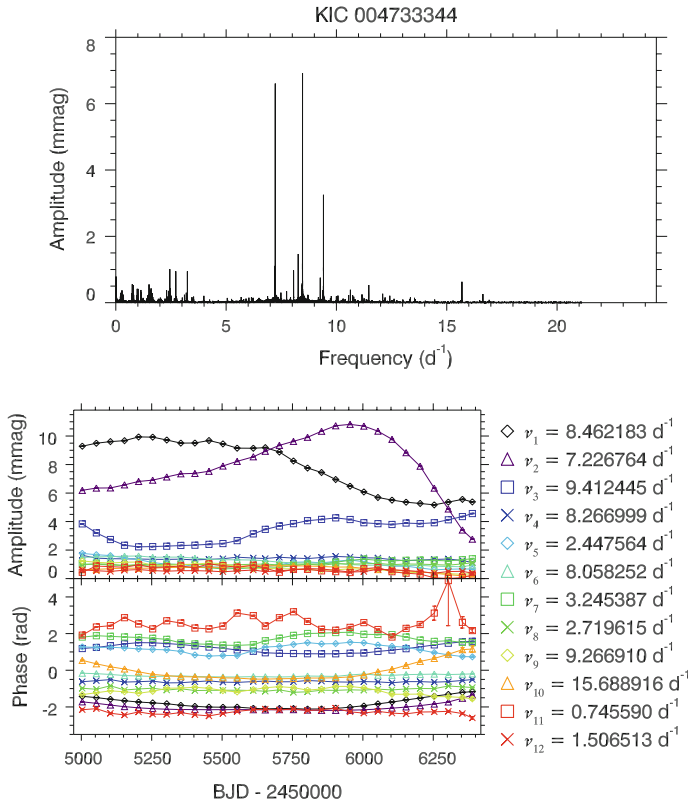 KIC 004733344
8
6
4
2
0
Amplitude (mmag)
0 5 10 15 20
Frequency (d⁻¹)
10
8
6
4
2
0
Amplitude (mmag)
4
2
0
-2
Phase (rad)
5000 5250 5500 5750 6000 6250
BJD - 2450000
ν₁ = 8.462183 d⁻¹
ν₂ = 7.226764 d⁻¹
ν₃ = 9.412445 d⁻¹
ν₄ = 8.266999 d⁻¹
ν₅ = 2.447564 d⁻¹
ν₆ = 8.058252 d⁻¹
ν₇ = 3.245387 d⁻¹
ν₈ = 2.719615 d⁻¹
ν₉ = 9.266910 d⁻¹
ν₁₀ = 15.688916 d⁻¹
ν₁₁ = 0.745590 d⁻¹
ν₁₂ = 1.506513 d⁻¹